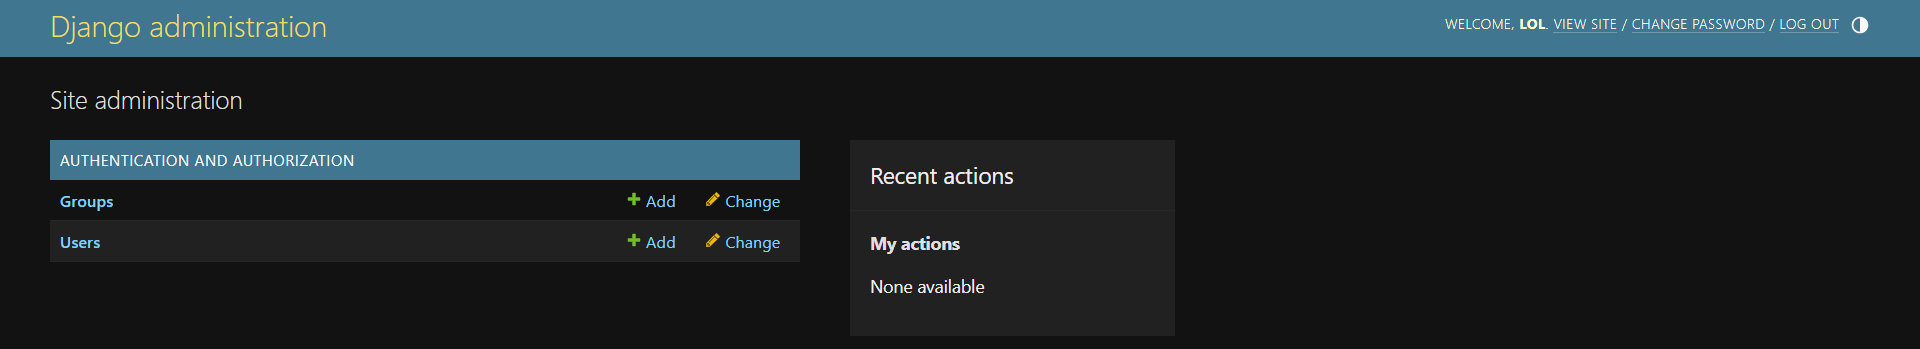 Django administration
WELCOME, LOL. VIEW SITE / CHANGE PASSWORD / LOG OUT
Site administration
AUTHENTICATION AND AUTHORIZATION
Groups Add Change
Users Add Change
Recent actions
My actions
None available